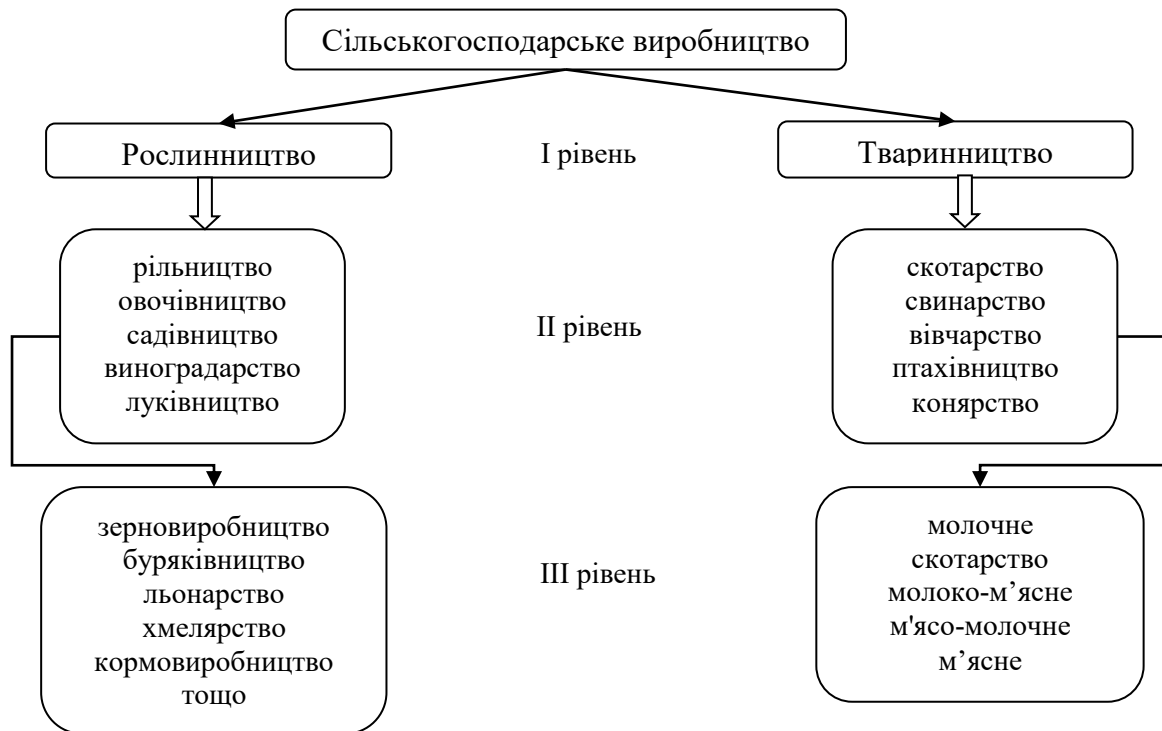 Сільськогосподарське виробництво
Рослинництво
І рівень
Тваринництво
рільництво
овочівництво
садівництво
виноградарство
луківництво
ІІ рівень
скотарство
свинарство
вівчарство
птахівництво
конярство
зерновиробництво
буряківництво
льонарство
хмелярство
кормовиробництво
тощо
ІІІ рівень
молочне
скотарство
молоко-м’ясне
м'ясо-молочне
м’ясне